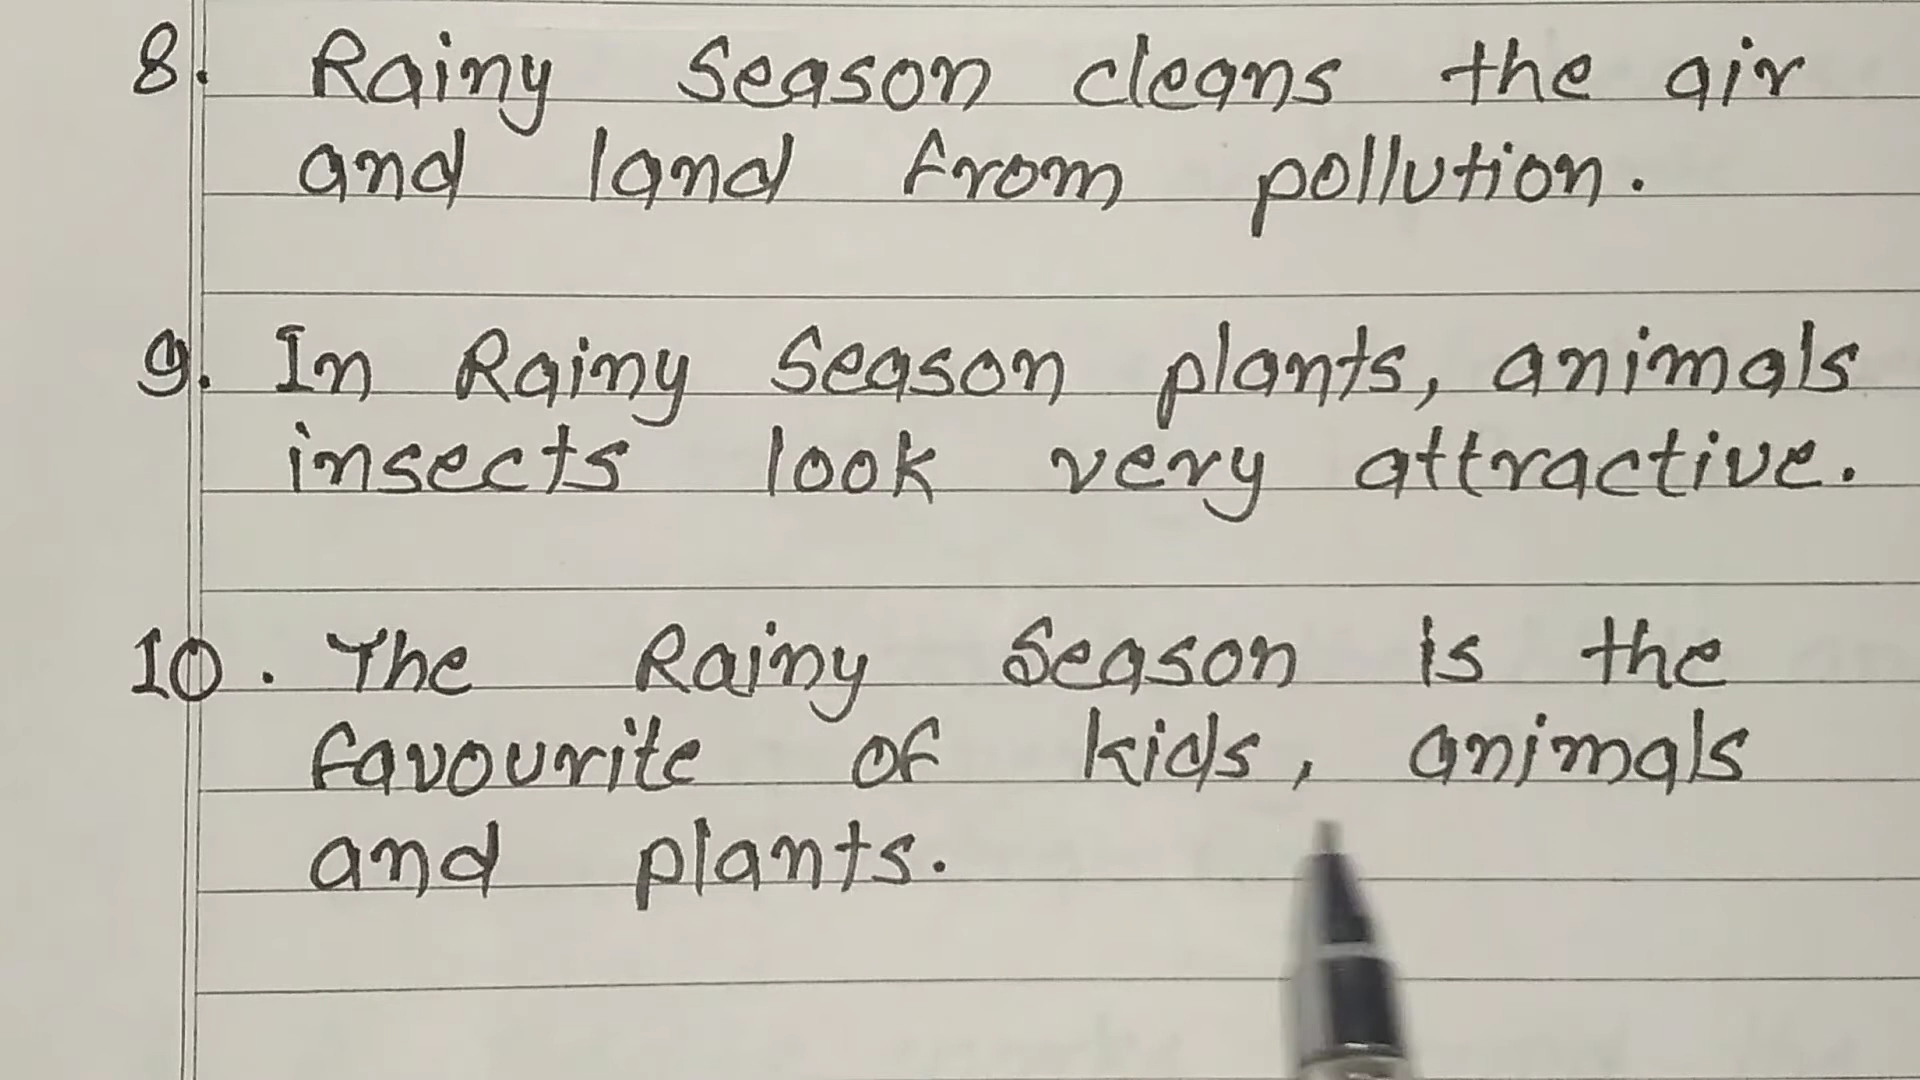 8. Rainy Season cleans the air
and land from pollution.
9. In Rainy Season plants, animals
insects look very attractive.
10. The Rainy Season is the
favourite of kids, animals
and plants.